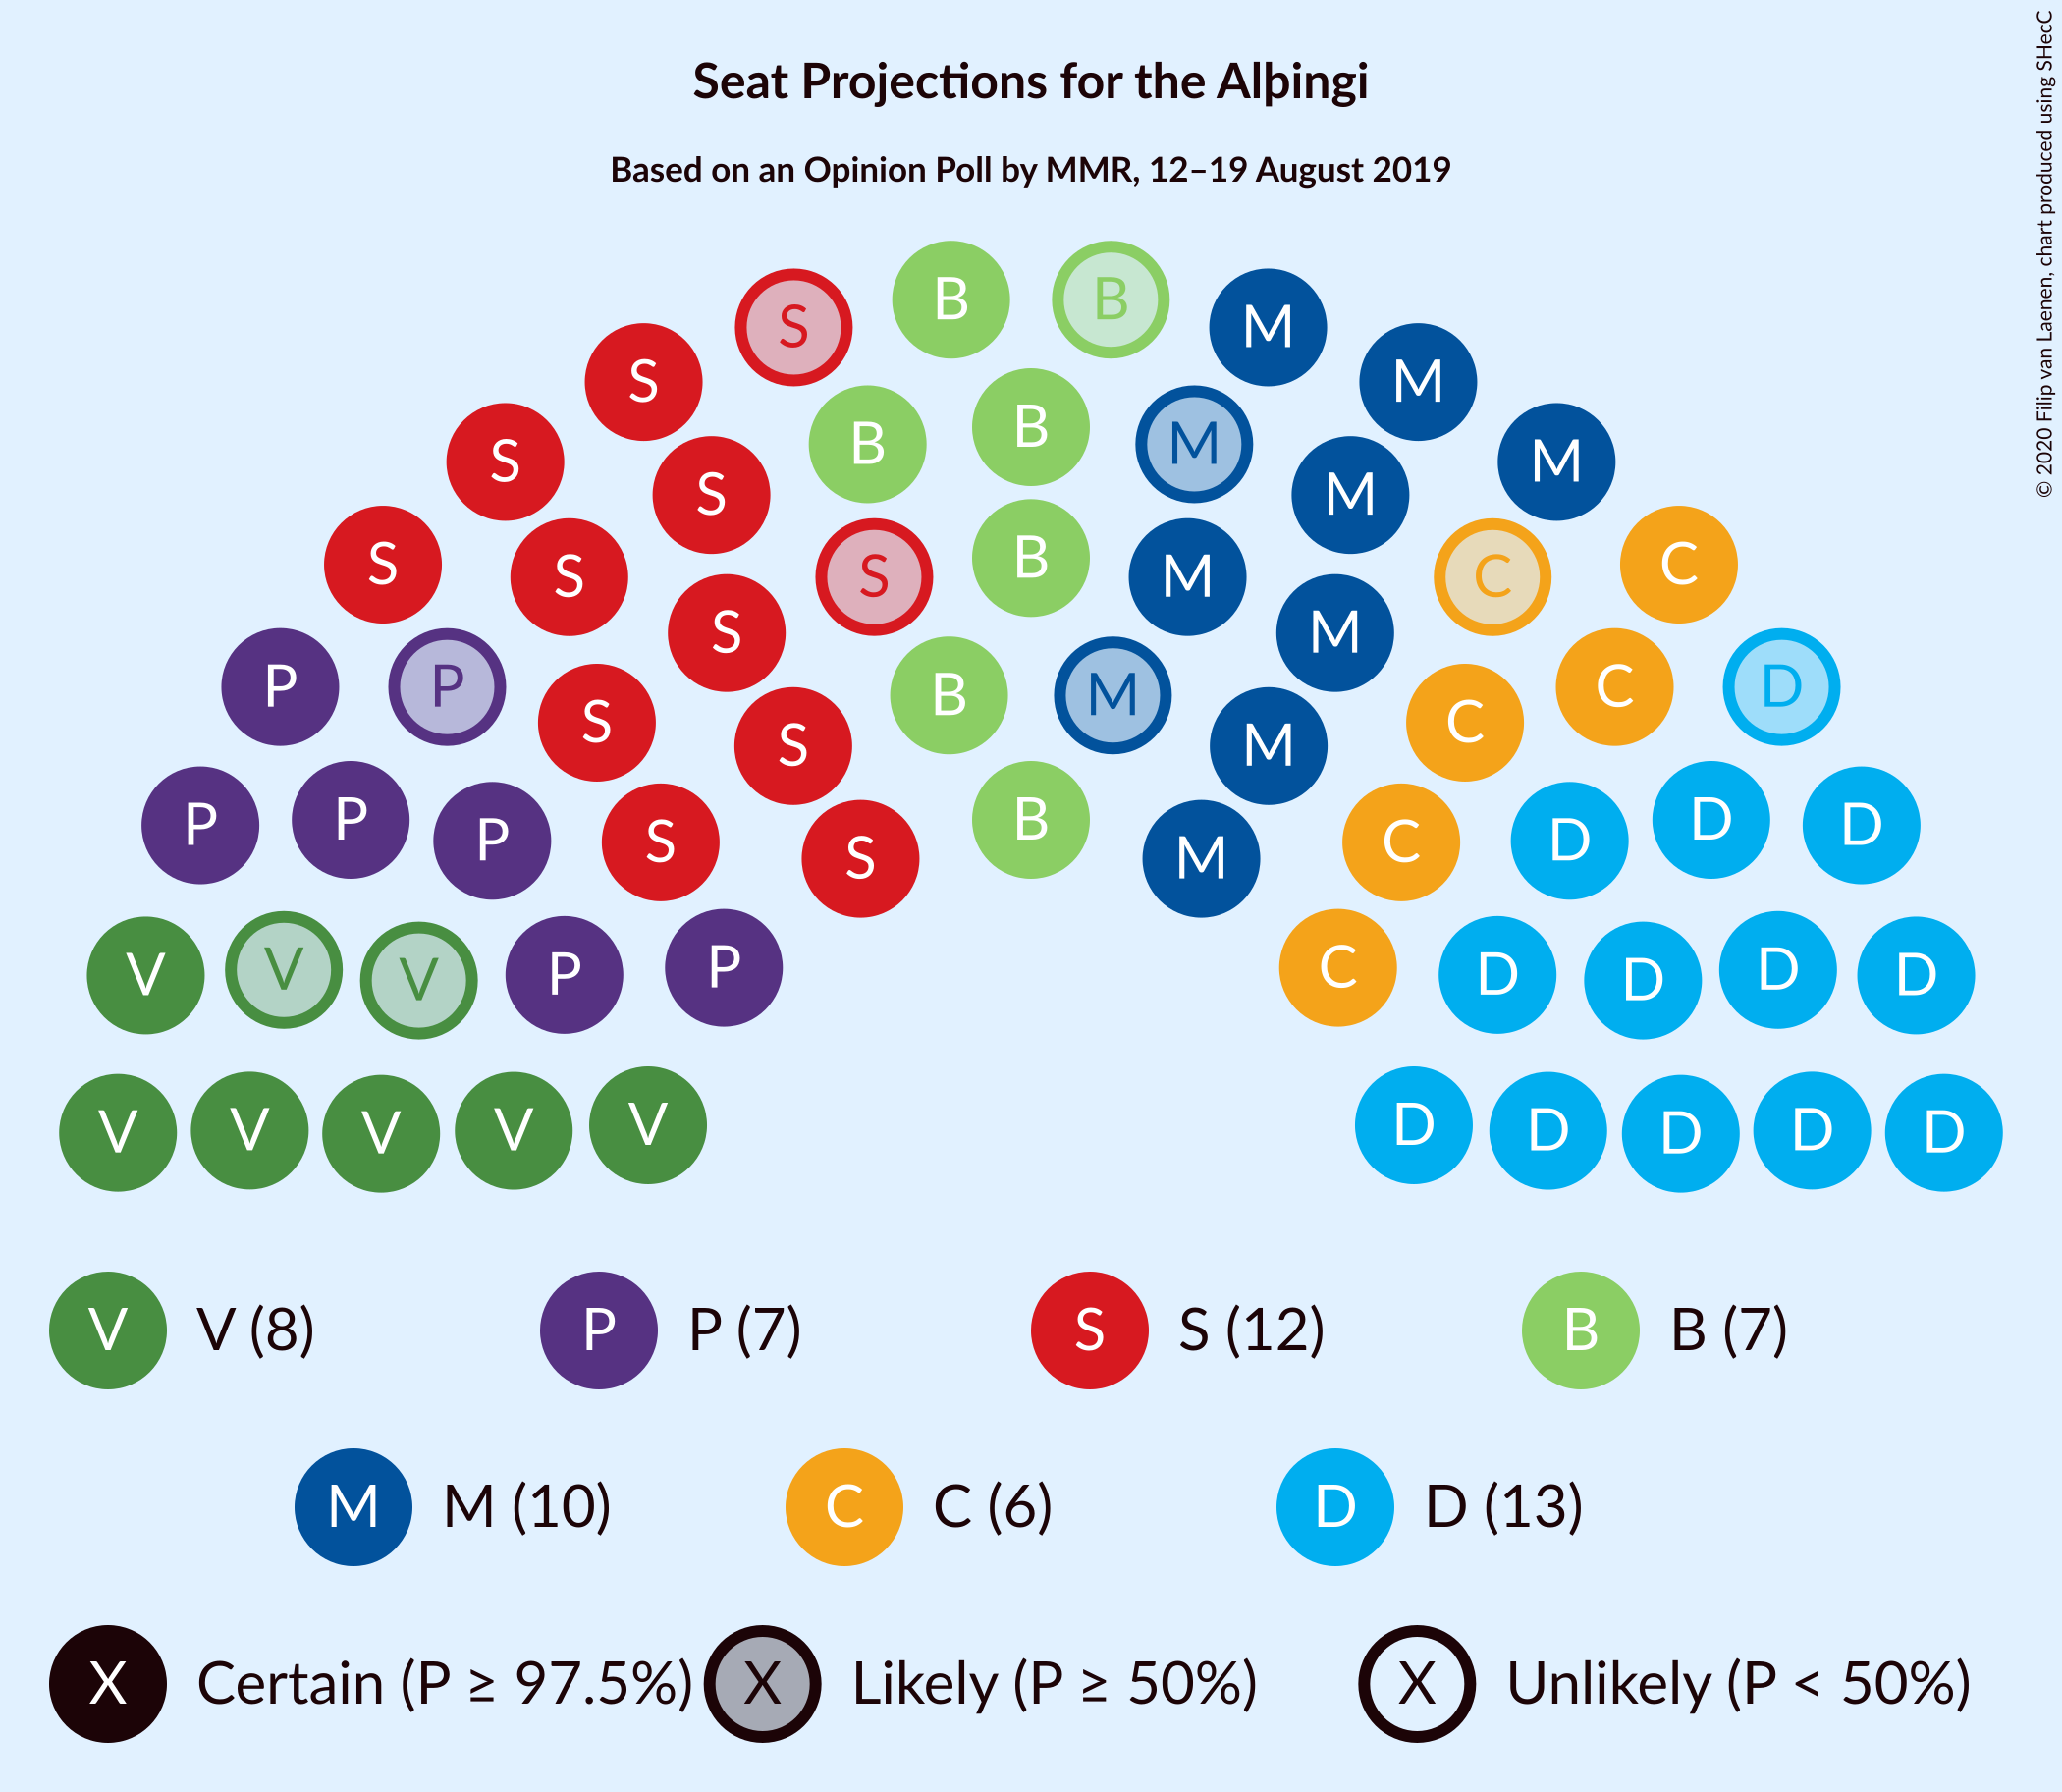 Seat Projections for the Alþingi
Based on an Opinion Poll by MMR, 12–19 August 2019
© 2020 Filip van Laenen, chart produced using SHecC
B B
S M
S M
B B M
S M
S M
S S S B M C C
S M
P P B M C D
S C
S M
P P P S S B M C D D D
V V V P P C D D D D
V V V V V D D D D D
V V (8) P P (7) S S (12) B B (7)
M M (10) C C (6) D D (13)
X Certain (P ≥ 97.5%) X Likely (P ≥ 50%) X Unlikely (P < 50%)